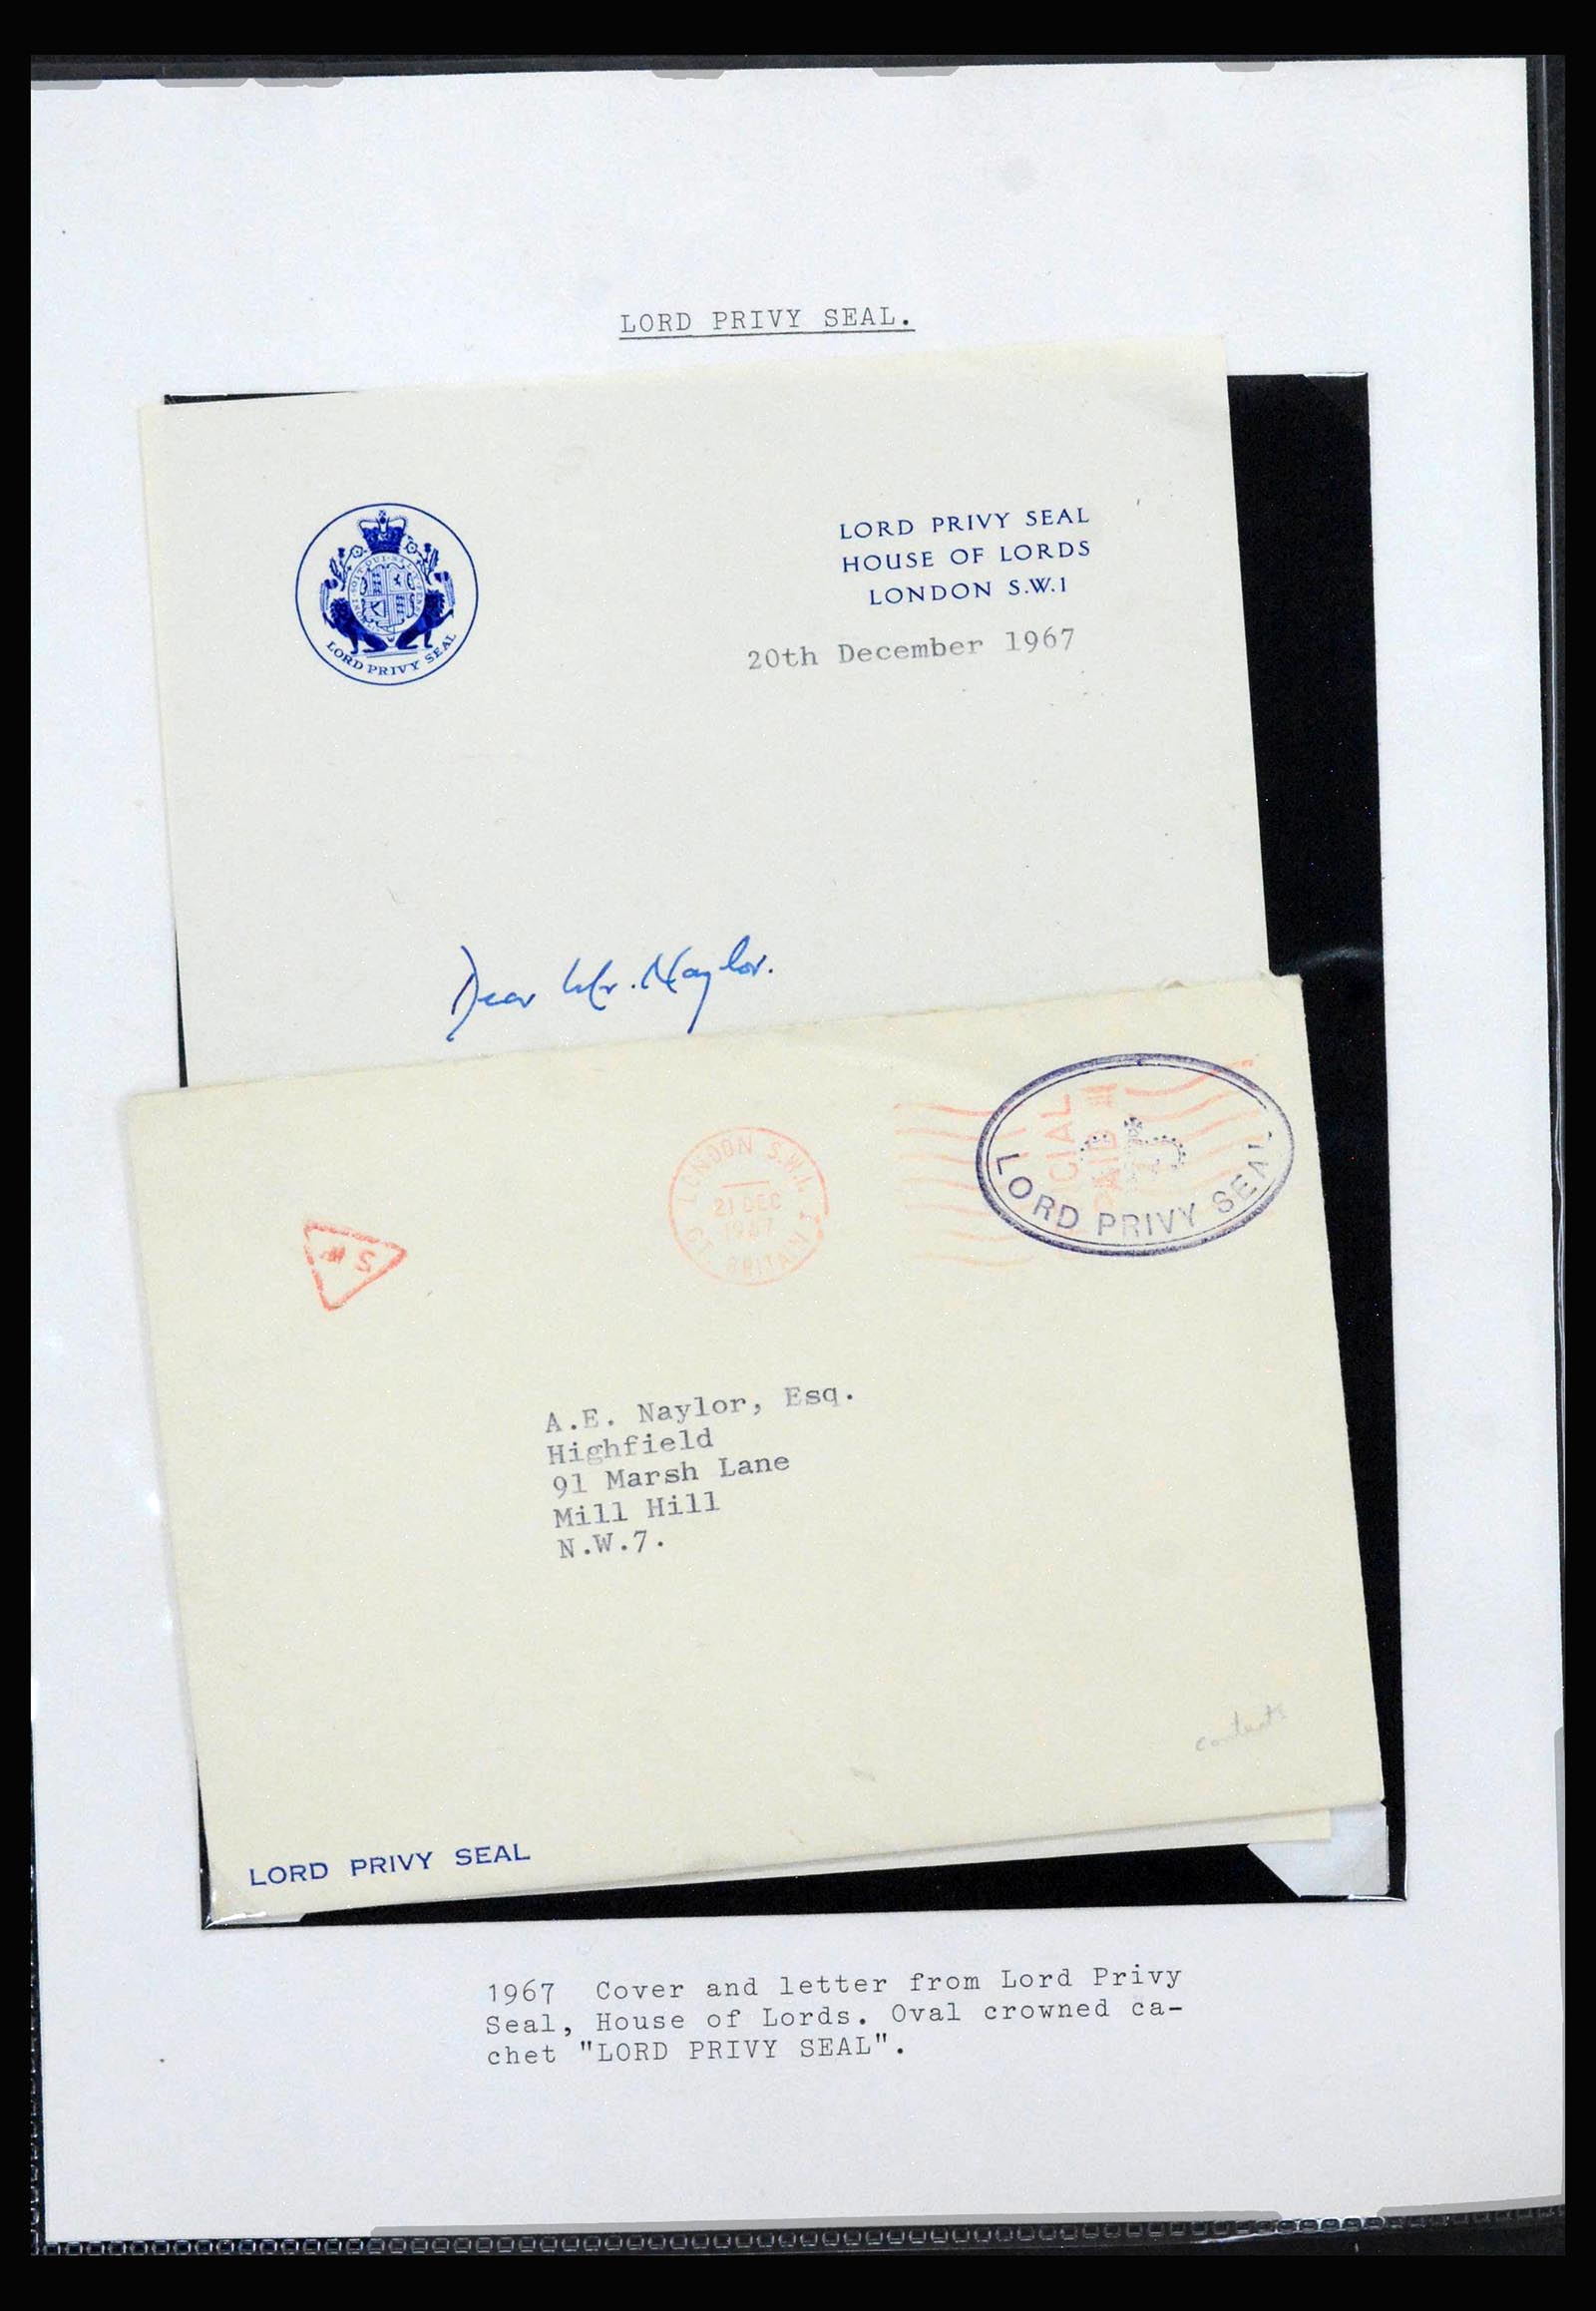 LORD PRIVY SEAL.
LORD PRIVY SEAL
LORD PRIVY SEAL
HOUSE OF LORDS
LONDON S.W.1
20th December 1967
Dear Mr. Naylor.
LONDON S.W.1.
21 DEC
1967
GT. BRITAIN
CIAL
PAID
LORD PRIVY SEAL
S.
A.E. Naylor, Esq.
Highfield
91 Marsh Lane
Mill Hill
N.W.7.
contents
LORD PRIVY SEAL
1967 Cover and letter from Lord Privy
Seal, House of Lords. Oval crowned ca-
chet "LORD PRIVY SEAL".